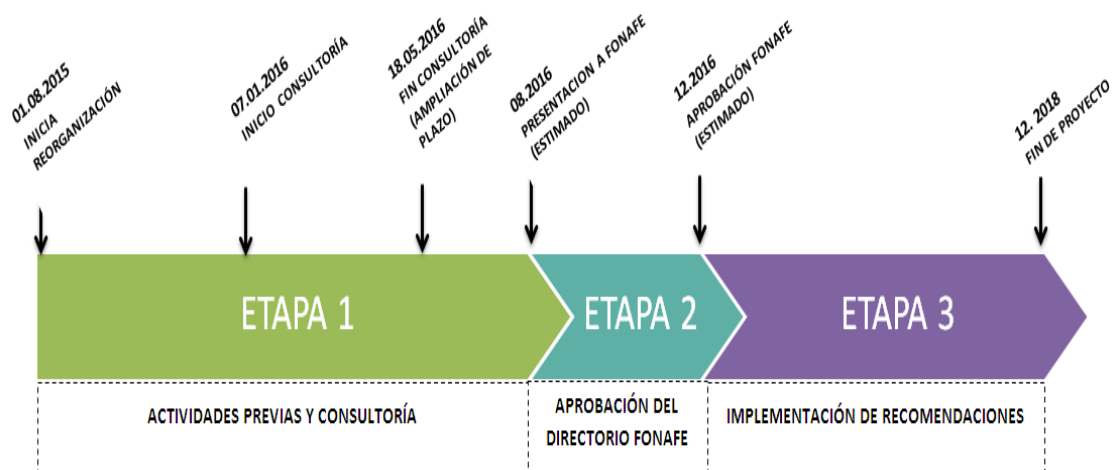 01.08.2015
INICIA
REORGANIZACIÓN
07.01.2016
INICIO CONSULTORÍA
18.05.2016
FIN CONSULTORÍA
(AMPLIACIÓN DE
PLAZO)
08.2016
PRESENTACION A FONAFE
(ESTIMADO)
12.2016
APROBACIÓN FONAFE
(ESTIMADO)
12. 2018
FIN DE PROYECTO
ETAPA 1
ETAPA 2
ETAPA 3
ACTIVIDADES PREVIAS Y CONSULTORÍA
APROBACIÓN DEL
DIRECTORIO FONAFE
IMPLEMENTACIÓN DE RECOMENDACIONES